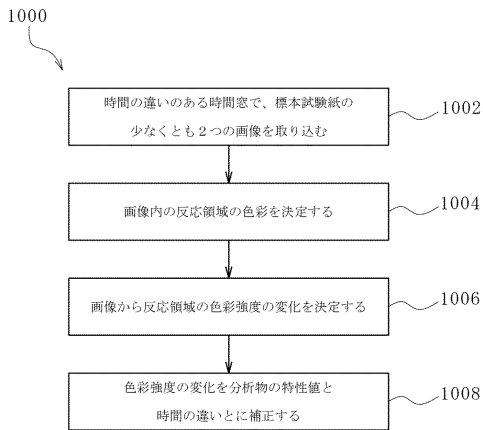 1000
時間の違いのある時間窓で、標本試験紙の
少なくとも２つの画像を取り込む
1002
画像内の反応領域の色彩を決定する
1004
画像から反応領域の色彩強度の変化を決定する
1006
色彩強度の変化を分析物の特性値と
時間の違いとに補正する
1008